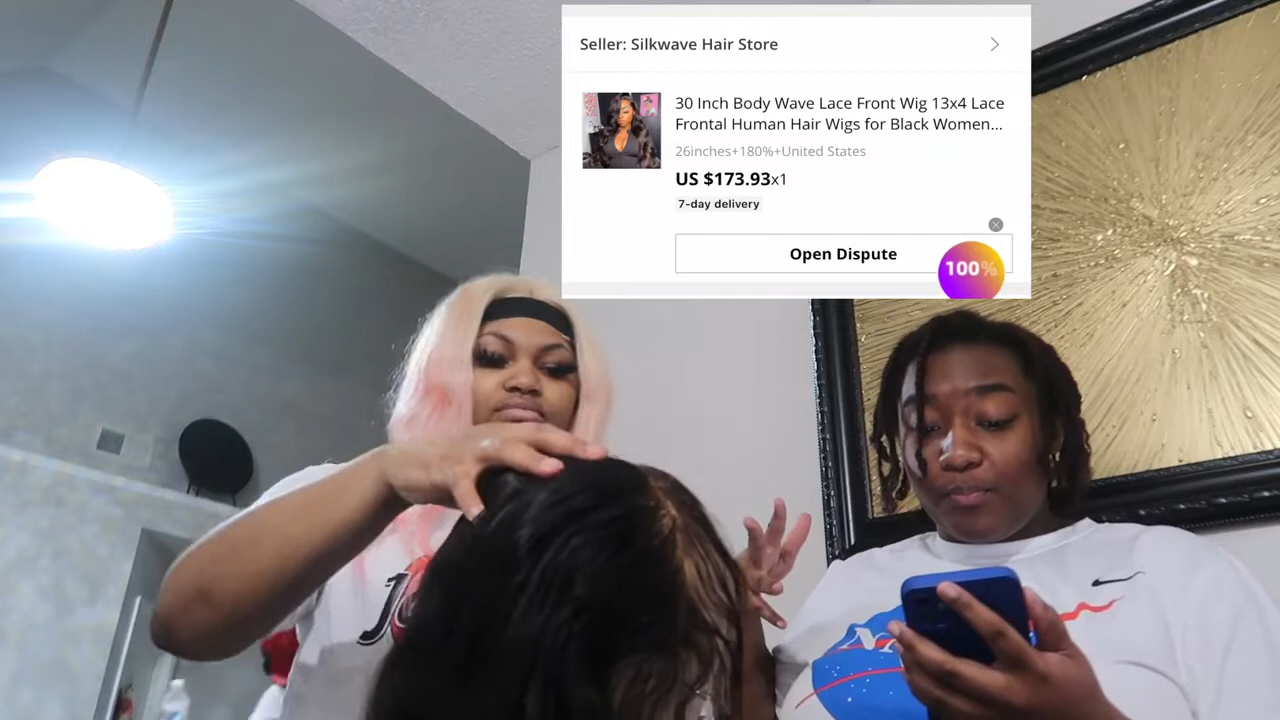 Seller: Silkwave Hair Store
30 Inch Body Wave Lace Front Wig 13x4 Lace
Frontal Human Hair Wigs for Black Women...
26inches+180%+United States
US $173.93x1
7-day delivery
Open Dispute
100%